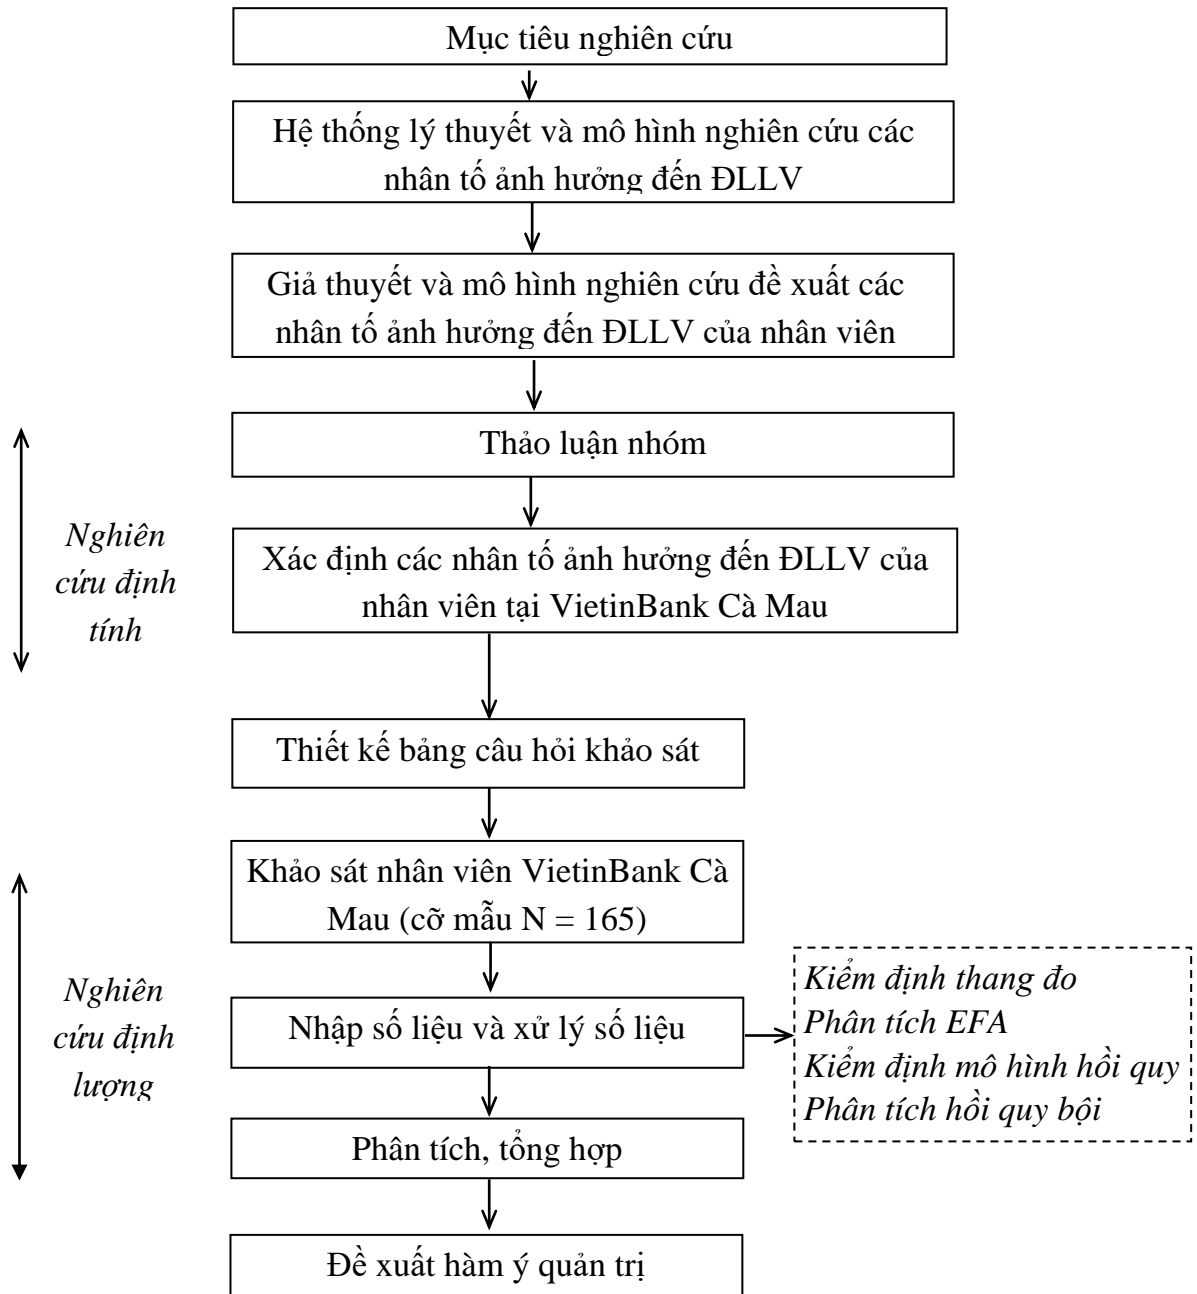 Mục tiêu nghiên cứu
Hệ thống lý thuyết và mô hình nghiên cứu các
nhân tố ảnh hưởng đến ĐLLV
Giả thuyết và mô hình nghiên cứu đề xuất các
nhân tố ảnh hưởng đến ĐLLV của nhân viên
Thảo luận nhóm
Nghiên
cứu định
tính
Xác định các nhân tố ảnh hưởng đến ĐLLV của
nhân viên tại VietinBank Cà Mau
Thiết kế bảng câu hỏi khảo sát
Khảo sát nhân viên VietinBank Cà
Mau (cỡ mẫu N = 165)
Nghiên
cứu định
lượng
Nhập số liệu và xử lý số liệu
Kiểm định thang đo
Phân tích EFA
Kiểm định mô hình hồi quy
Phân tích hồi quy bội
Phân tích, tổng hợp
Đề xuất hàm ý quản trị